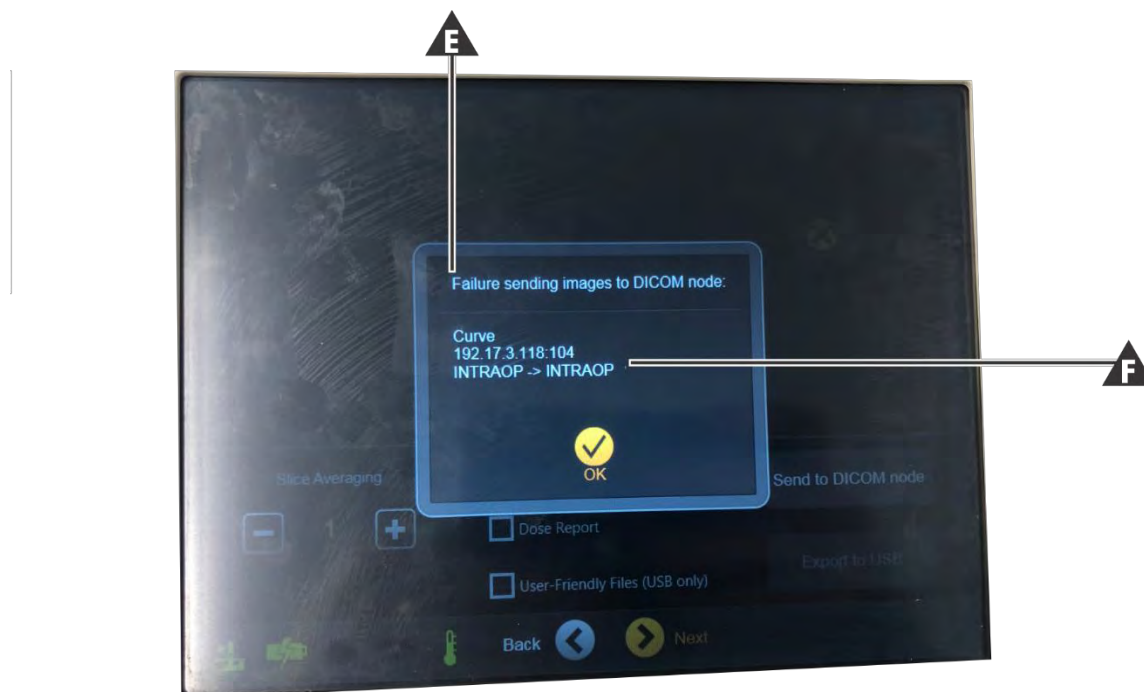 E
Failure sending images to DICOM node:
Curve
192.17.3.118:104
INTRAOP -> INTRAOP
F
OK
Slice Averaging
Send to DICOM node
1
Dose Report
Export to USB
User-Friendly Files (USB only)
Back
Next